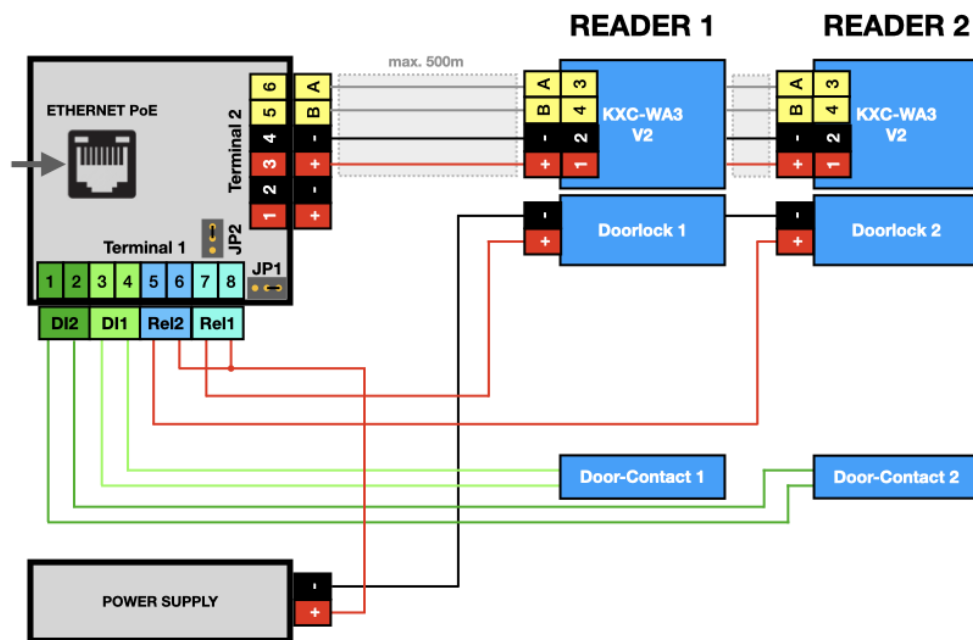 READER 1
READER 2
max. 500m
ETHERNET PoE
Terminal 2
6 A
5 B
4 -
3 +
2 -
1 +
A 3
B 4
- 2
+ 1
KXC-WA3
V2
A 3
B 4
- 2
+ 1
KXC-WA3
V2
JP2
Terminal 1
JP1
1 2 3 4 5 6 7 8
DI2 DI1 Rel2 Rel1
-
+
Doorlock 1
-
+
Doorlock 2
Door-Contact 1
Door-Contact 2
POWER SUPPLY
-
+